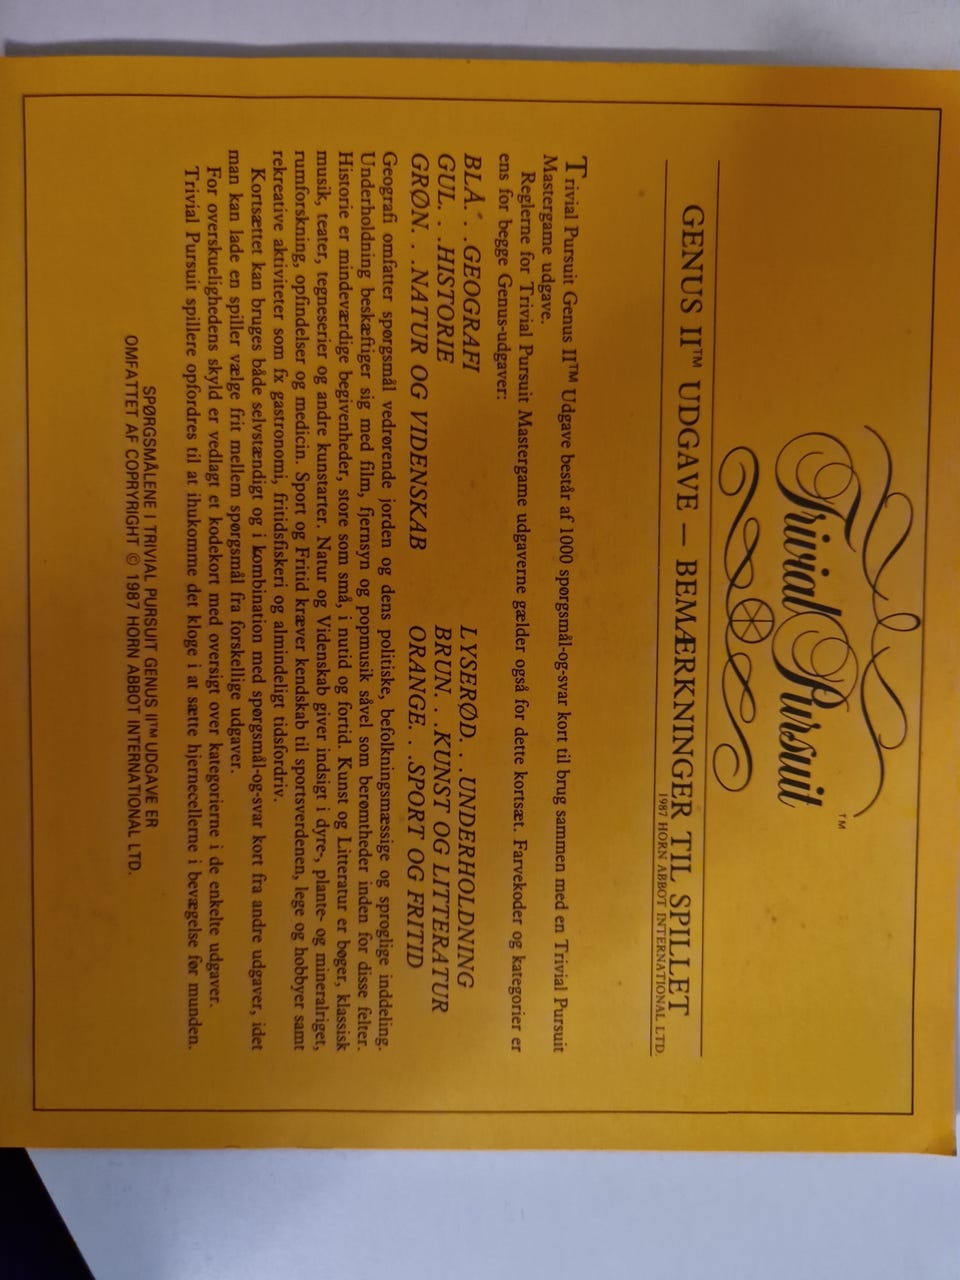 Trivial Pursuit™
GENUS II™ UDGAVE – BEMÆRKNINGER TIL SPILLET
1987 HORN ABBOT INTERNATIONAL LTD.
Trivial Pursuit Genus II™ Udgave består af 1000 spørgsmål-og-svar kort til brug sammen med en Trivial Pursuit
Mastergame udgave.
Reglerne for Trivial Pursuit Mastergame udgaverne gælder også for dette kortsæt. Farvekoder og kategorier er
ens for begge Genus-udgaver:
BLÅ. . .GEOGRAFI LYSERØD. . .UNDERHOLDNING
GUL. . .HISTORIE BRUN. . .KUNST OG LITTERATUR
GRØN. . .NATUR OG VIDENSKAB ORANGE. . .SPORT OG FRITID
Geografi omfatter spørgsmål vedrørende jorden og dens politiske, befolkningsmæssige og sproglige inddeling.
Underholdning beskæftiger sig med film, fjernsyn og popmusik såvel som berømtheder inden for disse felter.
Historie er mindeværdige begivenheder, store som små, i nutid og fortid. Kunst og Litteratur er bøger, klassisk
musik, teater, tegneserier og andre kunstarter. Natur og Videnskab giver indsigt i dyre-, plante- og mineralriget,
rumforskning, opfindelser og medicin. Sport og Fritid kræver kendskab til sportsverdenen, lege og hobbyer samt
rekreative aktiviteter som fx gastronomi, fritidsfiskeri og almindeligt tidsfordriv.
Kortsættet kan bruges både selvstændigt og i kombination med spørgsmål-og-svar kort fra andre udgaver, idet
man kan lade en spiller vælge frit mellem spørgsmål fra forskellige udgaver.
For overskuelighedens skyld er vedlagt et kodekort med oversigt over kategorierne i de enkelte udgaver.
Trivial Pursuit spillere opfordres til at ihukomme det kloge i at sætte hjernecellerne i bevægelse før munden.
SPØRGSMÅLENE I TRIVIAL PURSUIT GENUS II™ UDGAVE ER
OMFATTET AF COPRYRIGHT © 1987 HORN ABBOT INTERNATIONAL LTD.